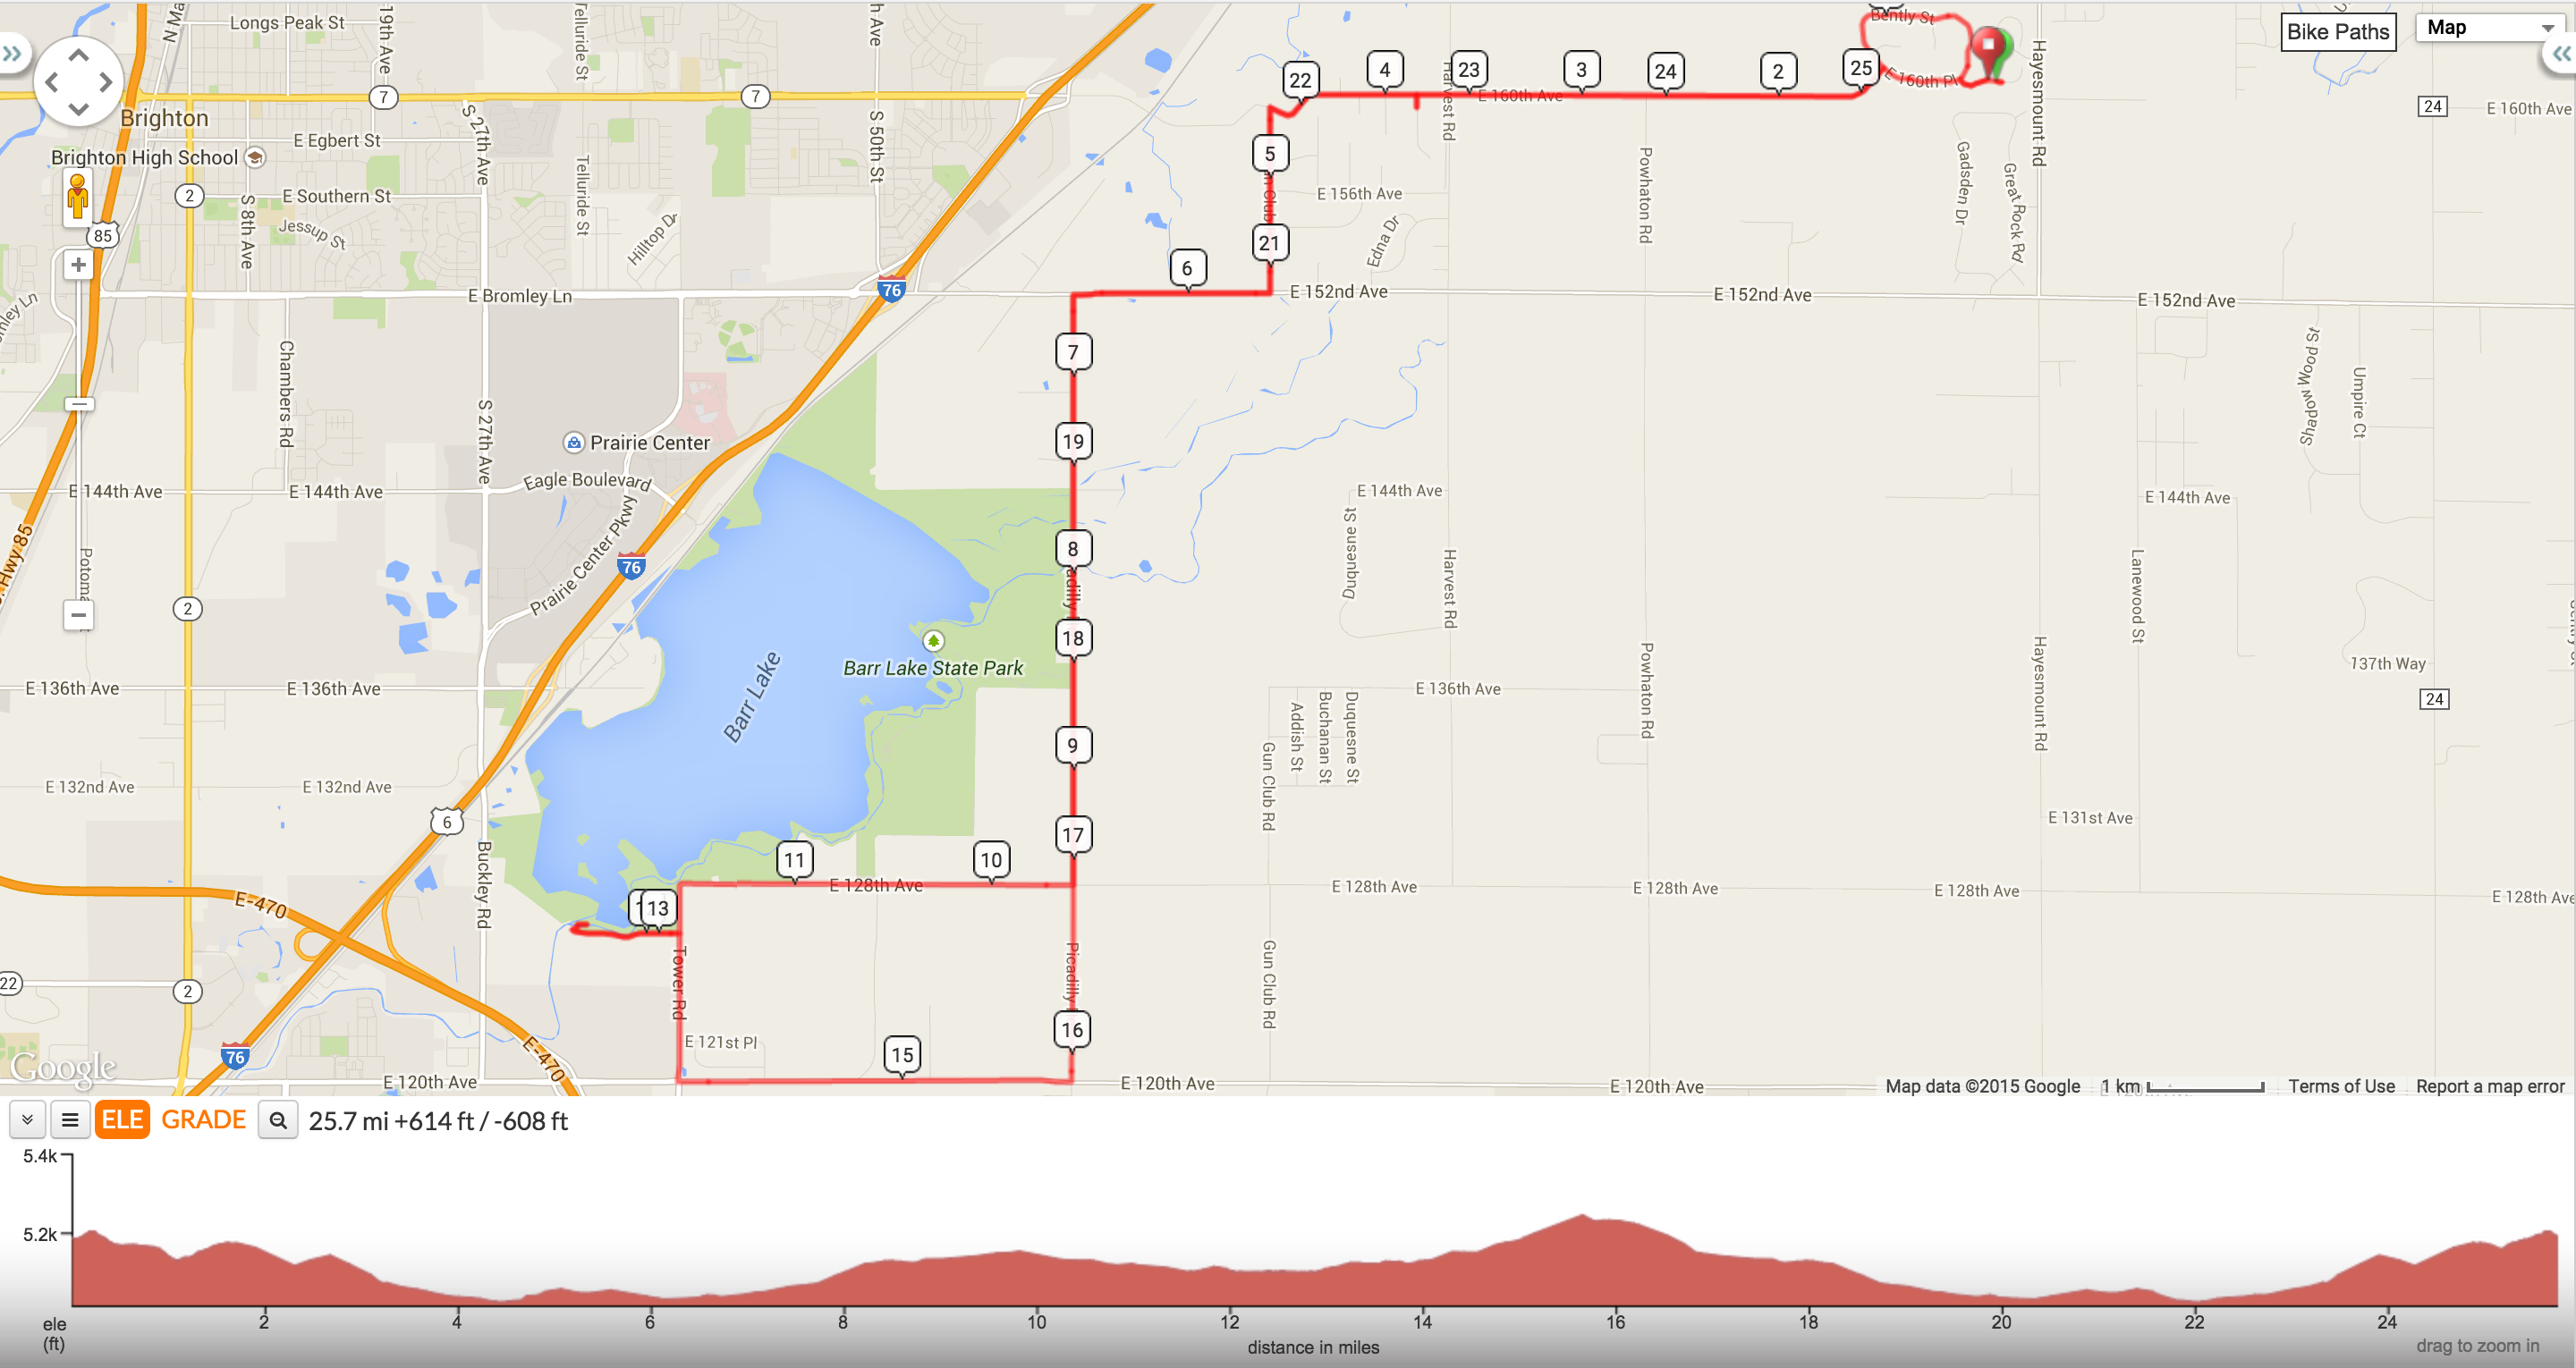 Longs Peak St
19th Ave
Telluride St
Bently St
Bike Paths
Map
7
7
22
4
23
3
24
2
25
E 160th Pl
E 160th Ave
Harvest Rd
Hayesmount Rd
24
E 160th Ave
Brighton
S 27th Ave
E Egbert St
S 50th St
Brighton High School
5
E 156th Ave
Powhaton Rd
Gadsden Dr
Great Rock Rd
2
E Southern St
S 8th Ave
Jessup St
Telluride St
Hilltop Dr
Edna Dr
85
21
6
E Bromley Ln
76
E 152nd Ave
E 152nd Ave
E 152nd Ave
Chambers Rd
7
Shadow Wood St
Umpire Ct
S 27th Ave
Prairie Center
19
E 144th Ave
E 144th Ave
Eagle Boulevard
E 144th Ave
E 144th Ave
Hwy 85
Prairie Center Pkwy
76
8
Duquesne St
Harvest Rd
Lanewood St
2
18
Barr Lake State Park
Barr Lake
E 136th Ave
E 136th Ave
E 136th Ave
Powhaton Rd
Hayesmount Rd
137th Way
24
9
Addish St
Buchanan St
Duquesne St
Gun Club Rd
E 132nd Ave
E 132nd Ave
6
17
E 131st Ave
Buckley Rd
11
10
E 128th Ave
E 128th Ave
E 128th Ave
E 128th Ave
E 128th Ave
E-470
13
Tower Rd
Picadilly
Gun Club Rd
22
2
16
E 121st Pl
15
76
E-470
Google
E 120th Ave
E 120th Ave
E 120th Ave
Map data ©2015 Google
1 km
Terms of Use
Report a map error
ELE
GRADE
25.7 mi +614 ft / -608 ft
5.4k
5.2k
ele
(ft)
2
4
6
8
10
12
14
16
18
20
22
24
distance in miles
drag to zoom in